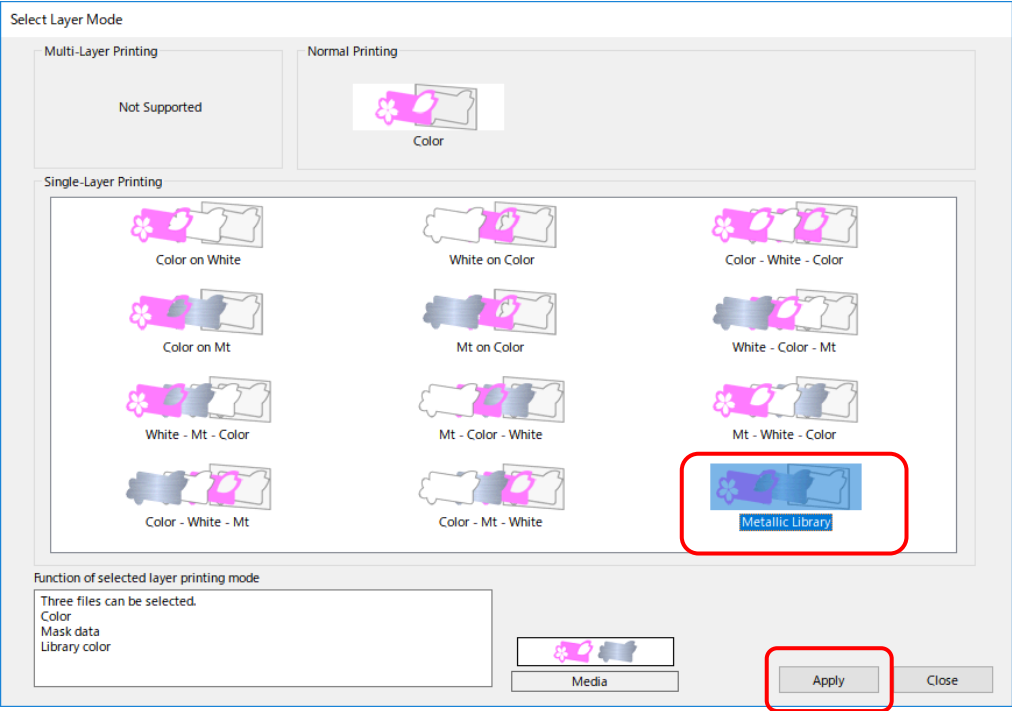 Select Layer Mode
Multi-Layer Printing
Normal Printing
Not Supported
Color
Single-Layer Printing
Color on White
White on Color
Color - White - Color
Color on Mt
Mt on Color
White - Color - Mt
White - Mt - Color
Mt - Color - White
Mt - White - Color
Color - White - Mt
Color - Mt - White
Metallic Library
Function of selected layer printing mode
Three files can be selected.
Color
Mask data
Library color
Media
Apply
Close